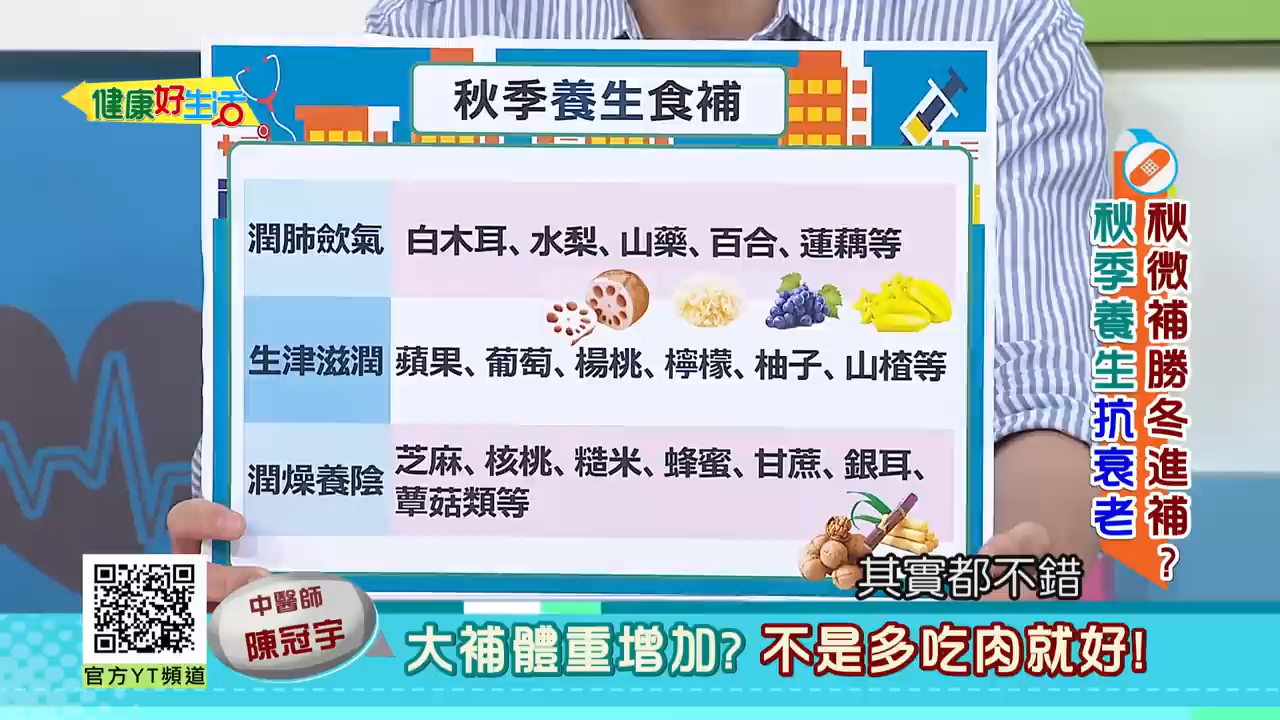 健康好生活
秋季養生食補
潤肺歛氣
白木耳、水梨、山藥、百合、蓮藕等
生津滋潤
蘋果、葡萄、楊桃、檸檬、柚子、山楂等
潤燥養陰
芝麻、核桃、糙米、蜂蜜、甘蔗、銀耳、
蕈菇類等
秋微補勝冬進補?
秋季養生抗衰老
其實都不錯
中醫師
陳冠宇
大補體重增加? 不是多吃肉就好!
官方YT頻道